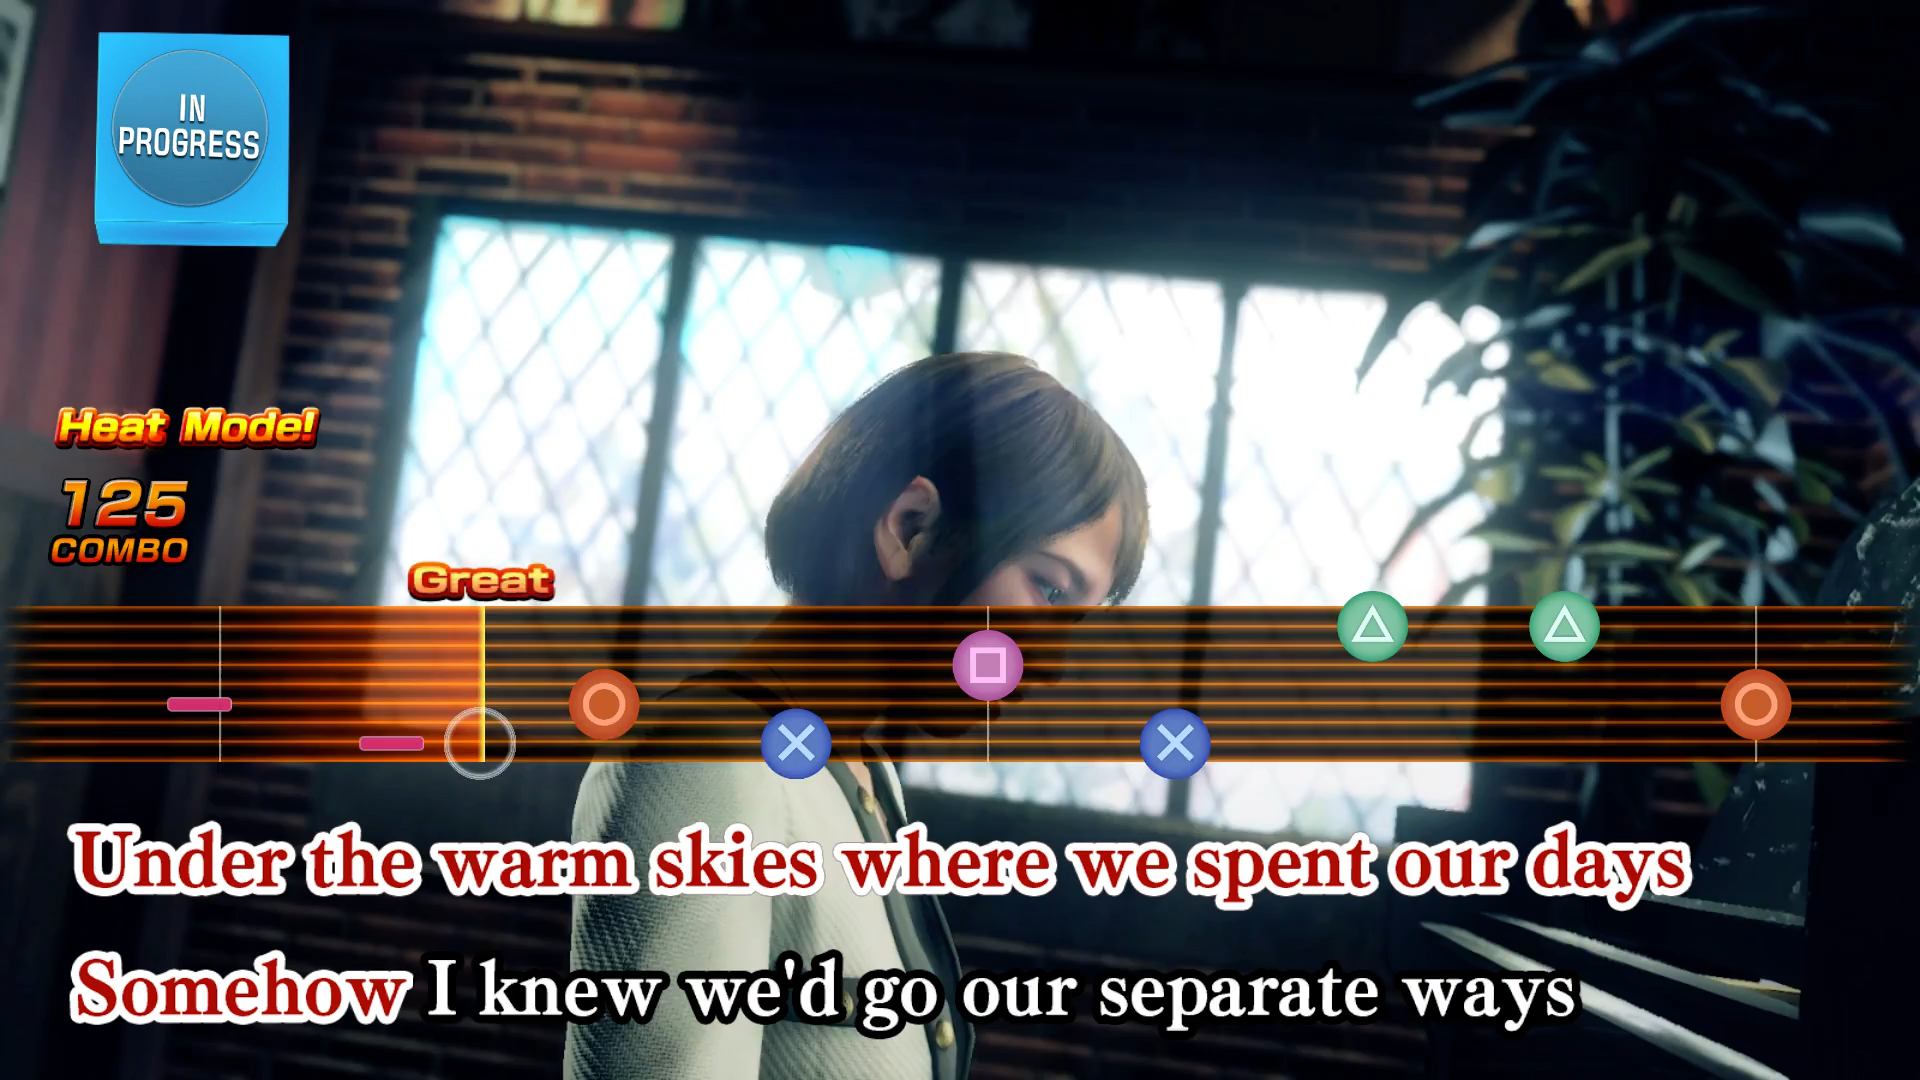 IN
PROGRESS
Heat Mode!
125
COMBO
Great
Under the warm skies where we spent our days
Somehow I knew we'd go our separate ways